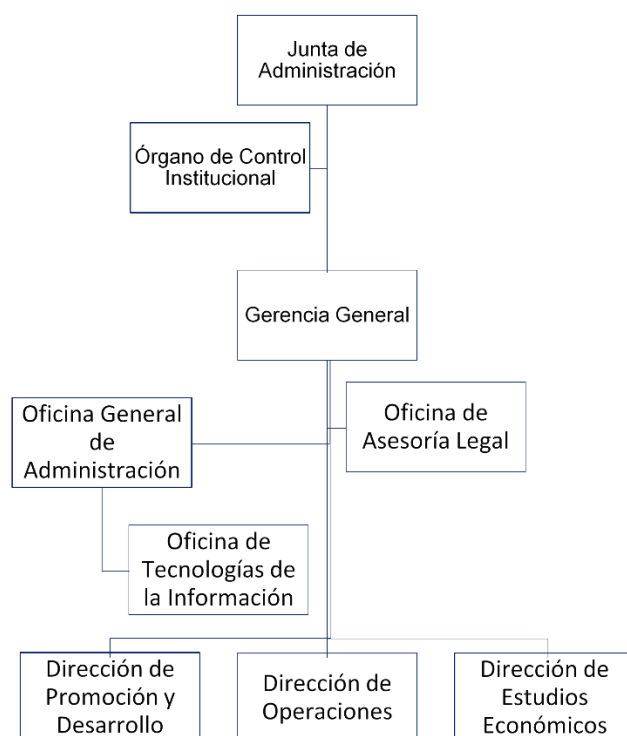 Junta de
Administración
Órgano de Control
Institucional
Gerencia General
Oficina General
de
Administración
Oficina de
Asesoría Legal
Oficina de
Tecnologías de
la Información
Dirección de
Promoción y
Desarrollo
Dirección de
Operaciones
Dirección de
Estudios
Económicos